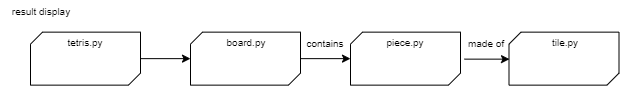 result display
tetris.py
board.py
contains
piece.py
made of
tile.py